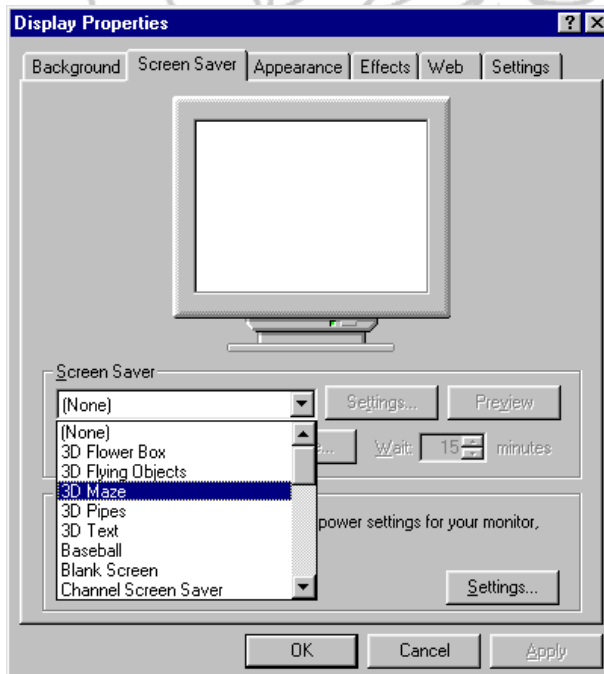 Display Properties
Background Screen Saver Appearance Effects Web Settings
Screen Saver
(None) Settings... Preview
(None)
3D Flower Box
3D Flying Objects
3D Maze
3D Pipes
3D Text
Baseball
Blank Screen
Channel Screen Saver
Wait: 15 minutes
power settings for your monitor,
Settings...
OK Cancel Apply